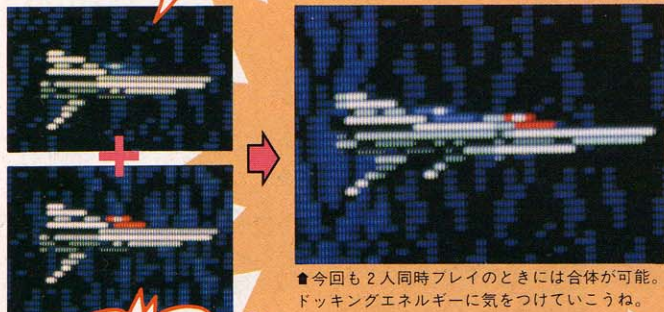 ⬆今回も2人同時プレイのときには合体が可能。
ドッキングエネルギーに気をつけていこうね。